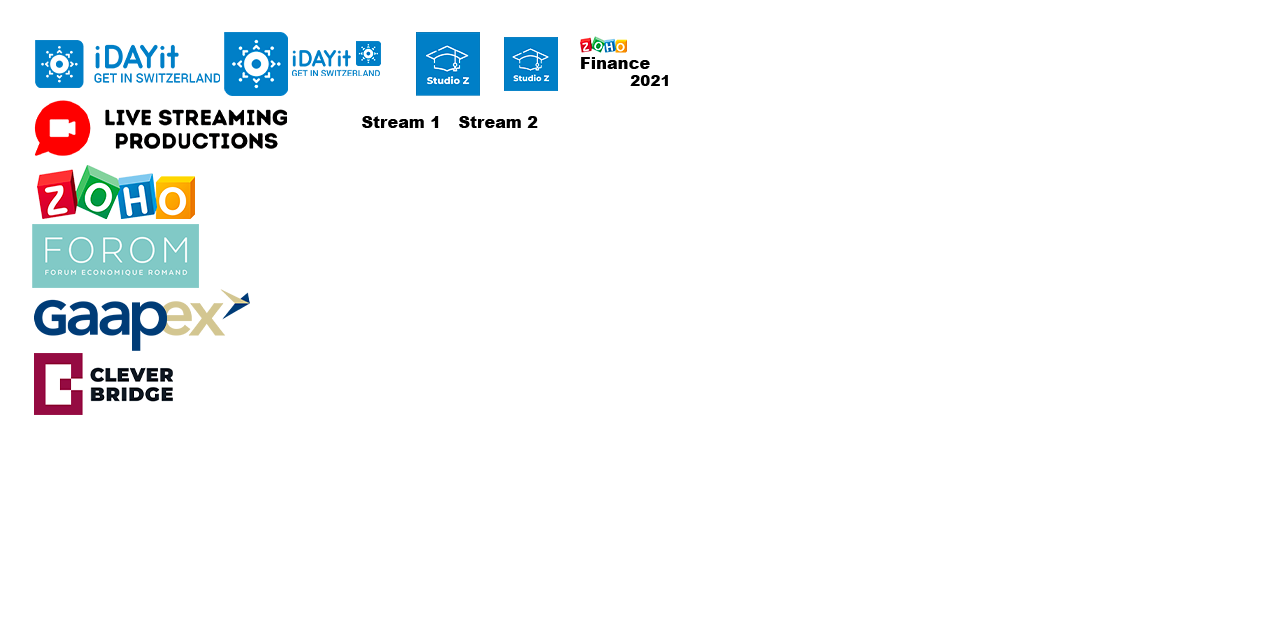 iDAYit
GET IN SWITZERLAND
iDAYit
GET IN SWITZERLAND
Studio Z
Studio Z
ZOHO
Finance
2021
LIVE STREAMING
PRODUCTIONS
Stream 1
Stream 2
ZOHO
FOROM
FORUM ECONOMIQUE ROMAND
Gaapex
CLEVER
BRIDGE